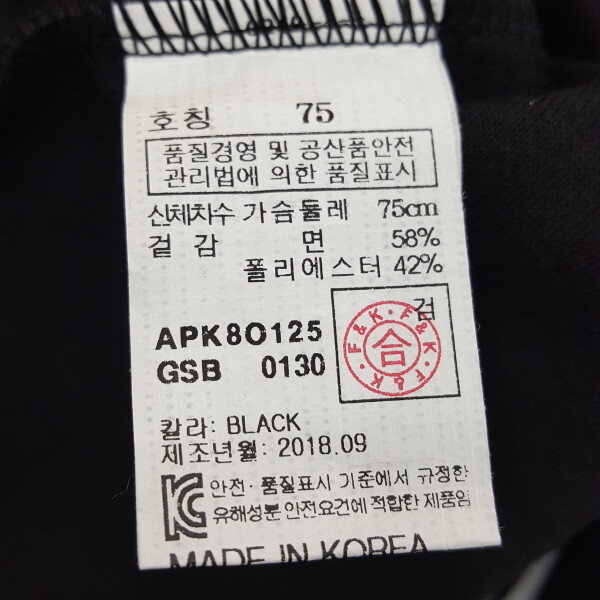 호칭 75
품질경영 및 공산품안전
관리법에 의한 품질표시
신체차수 가슴둘레 75cm
겉감 면 58%
폴리에스터 42%
검
F&K · F&K · F&K
合
APK8O125
GSB 0130
칼라: BLACK
제조년월: 2018.09
안전 · 품질표시 기준에서 규정한
유해성분 안전요건에 적합한 제품임
MADE IN KOREA